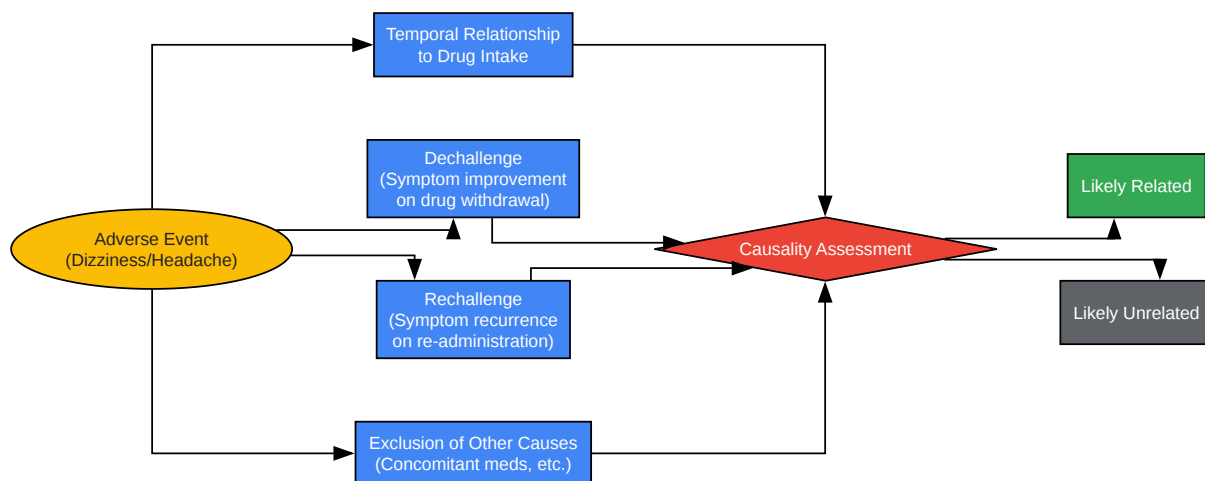 Temporal Relationship
to Drug Intake
Dechallenge
(Symptom improvement
on drug withdrawal)
Adverse Event
(Dizziness/Headache)
Rechallenge
(Symptom recurrence
on re-administration)
Exclusion of Other Causes
(Concomitant meds, etc.)
Causality Assessment
Likely Related
Likely Unrelated